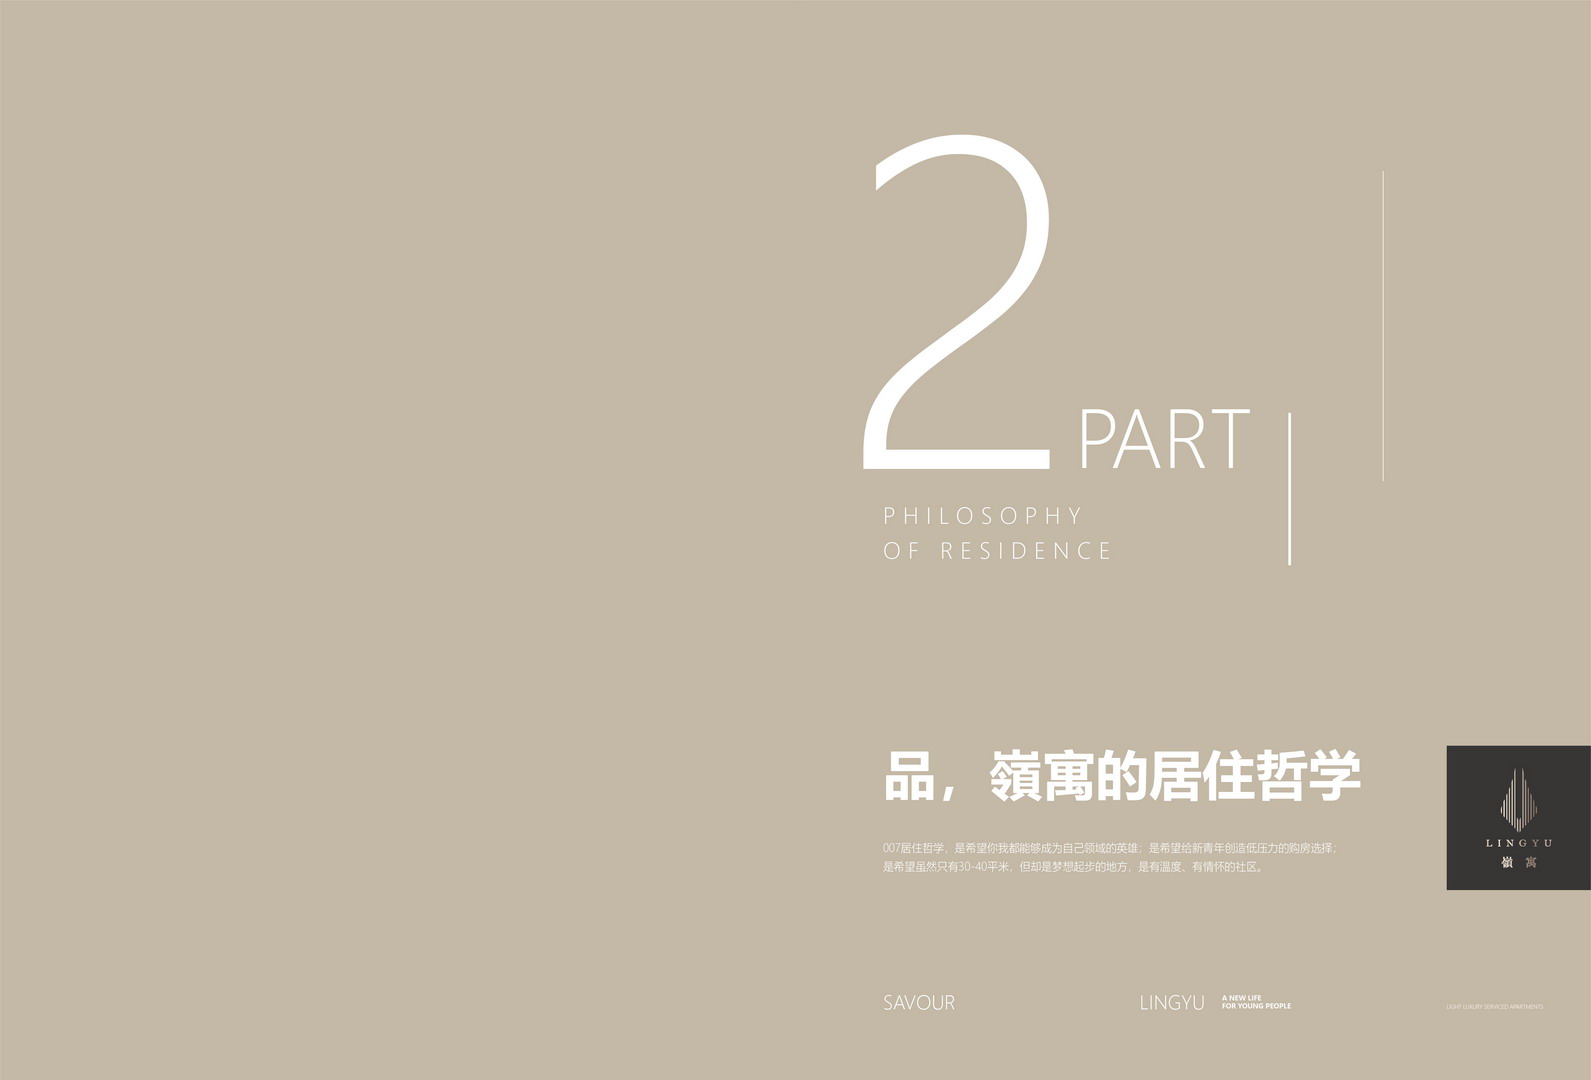 2 PART
PHILOSOPHY
OF RESIDENCE
品，嶺寓的居住哲学
007居住哲学，是希望你我都能够成为自己领域的英雄；是希望给新青年创造低压力的购房选择；
是希望虽然只有30-40平米，但却是梦想起步的地方，是有温度、有情怀的社区。
LINGYU
嶺寓
SAVOUR
LINGYU
A NEW LIFE
FOR YOUNG PEOPLE
LIGHT LUXURY SERVICED APARTMENTS